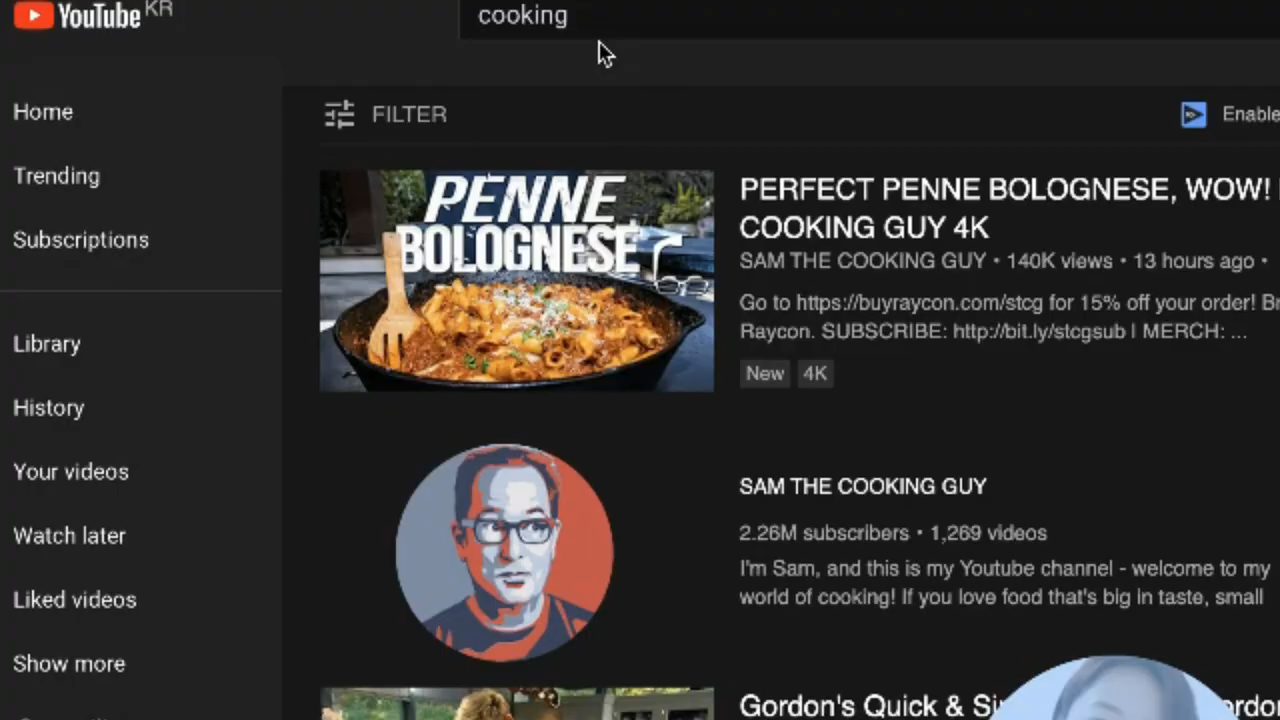 YouTube KR
cooking
Home
Trending
Subscriptions
Library
History
Your videos
Watch later
Liked videos
Show more
FILTER
Enable
PENNE
BOLOGNESE
PERFECT PENNE BOLOGNESE, WOW!
COOKING GUY 4K
SAM THE COOKING GUY • 140K views • 13 hours ago •
Go to https://buyraycon.com/stcg for 15% off your order! Br
Raycon. SUBSCRIBE: http://bit.ly/stcgsub | MERCH: ...
New 4K
SAM THE COOKING GUY
2.26M subscribers • 1,269 videos
I'm Sam, and this is my Youtube channel - welcome to my
world of cooking! If you love food that's big in taste, small
Gordon's Quick & Si